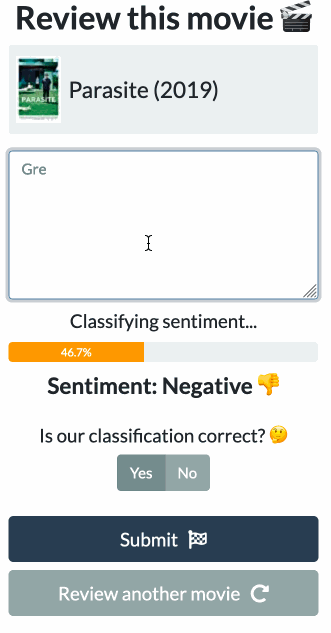 Review this movie 🎬
PARASITE
Parasite (2019)
Gre
Classifying sentiment...
46.7%
Sentiment: Negative 👎
Is our classification correct? 🤔
Yes No
Submit
Review another movie